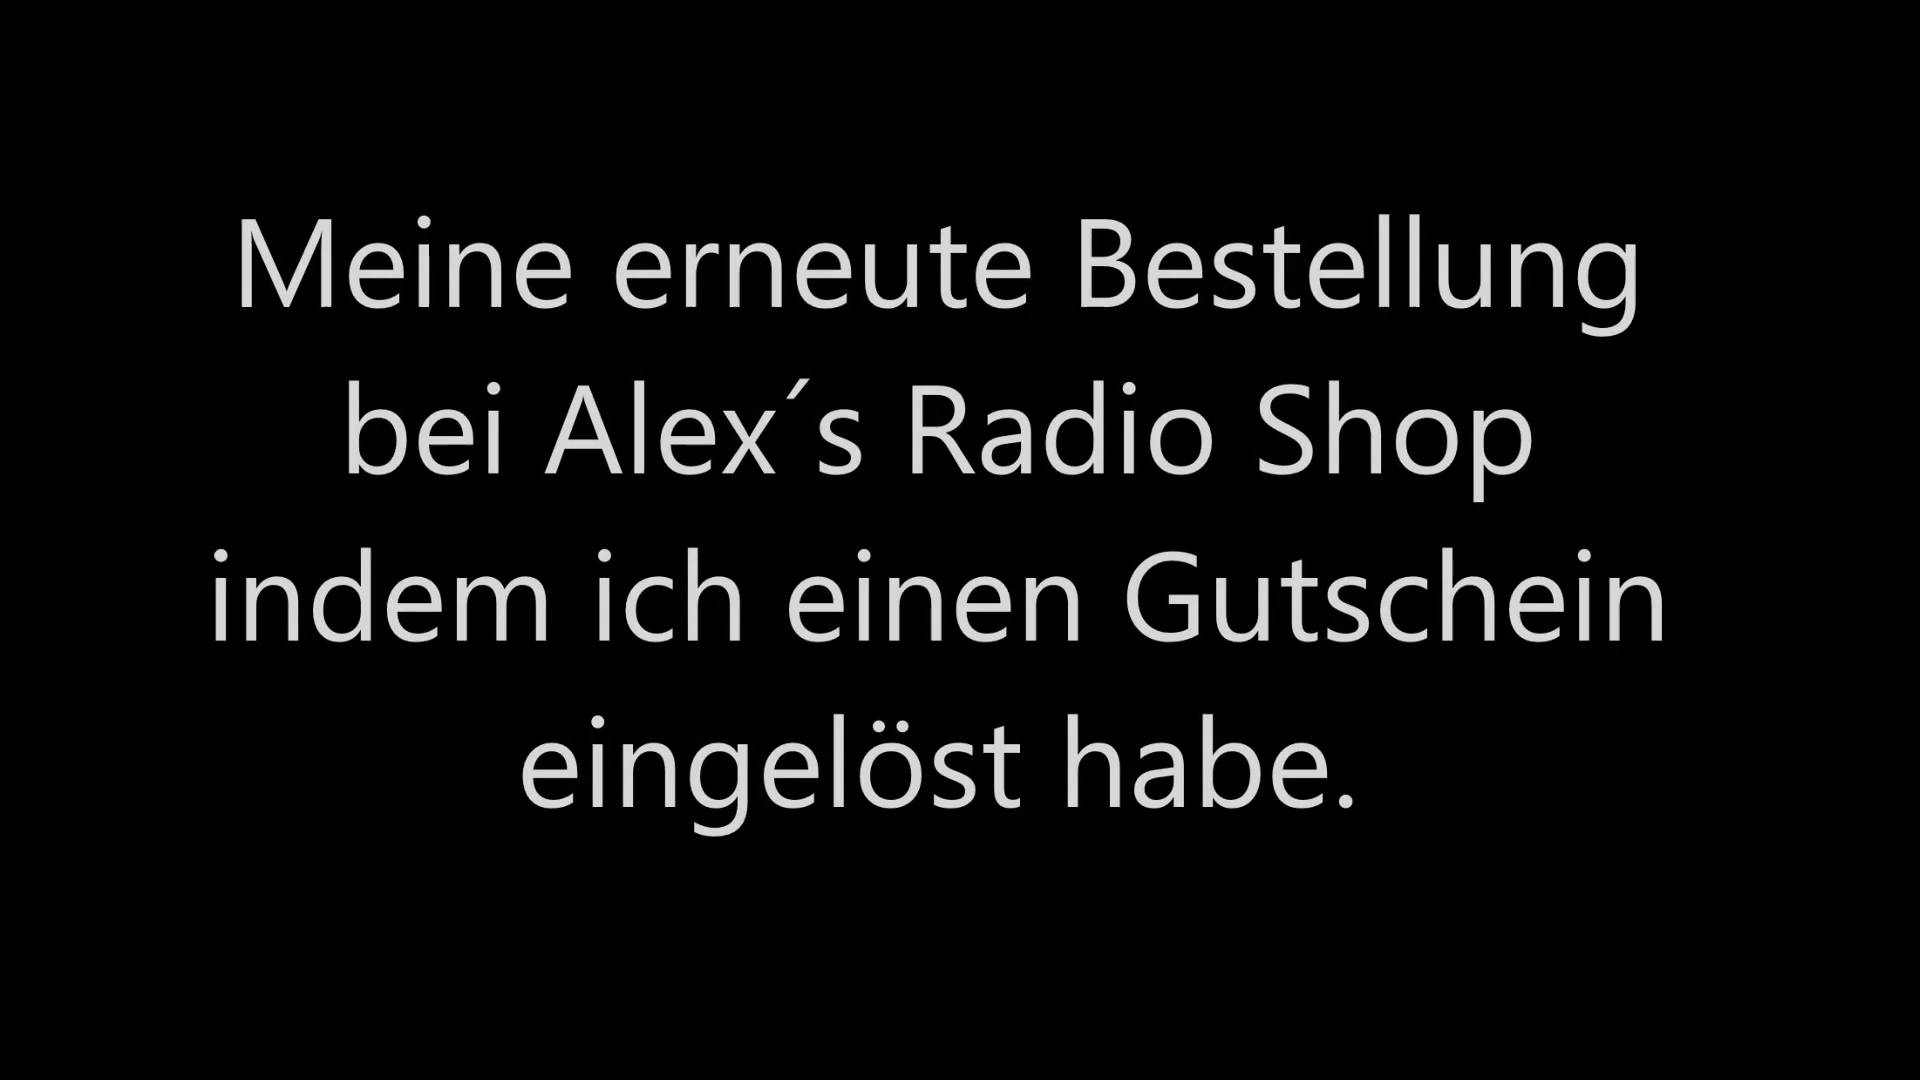 Meine erneute Bestellung
bei Alex´s Radio Shop
indem ich einen Gutschein
eingelöst habe.